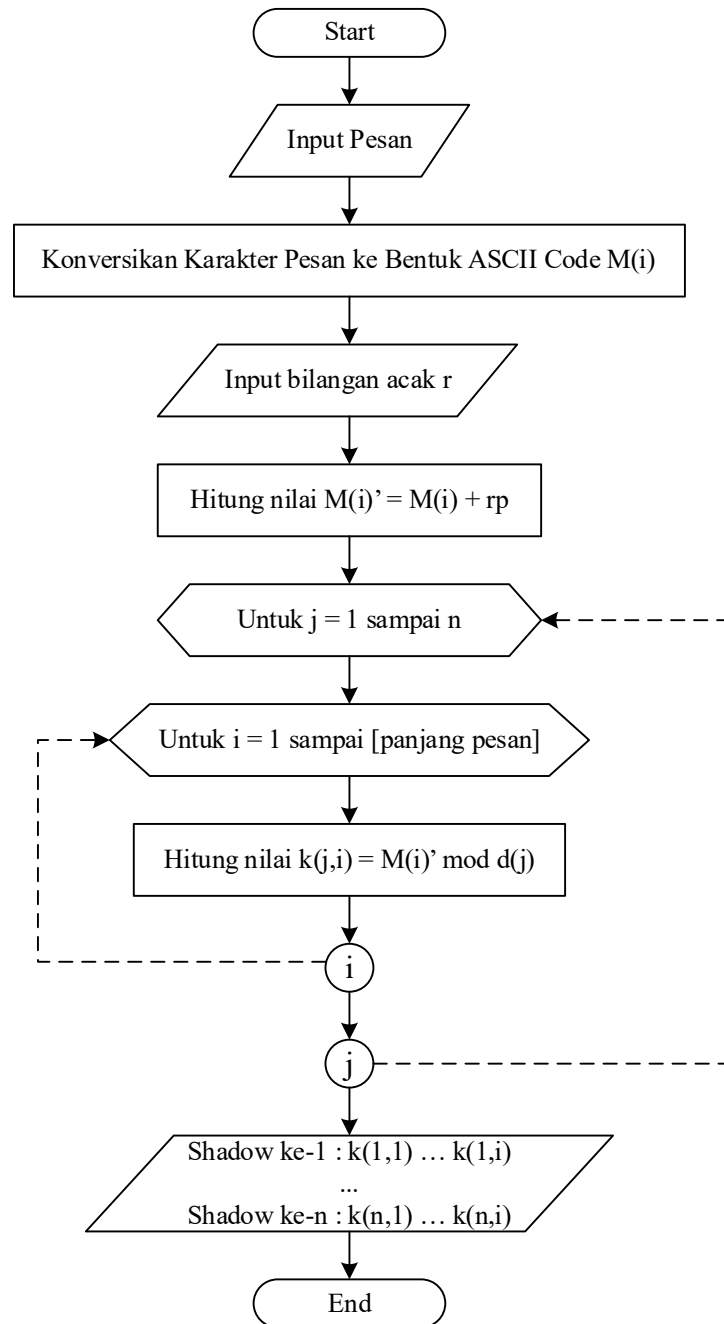 Start
Input Pesan
Konversikan Karakter Pesan ke Bentuk ASCII Code M(i)
Input bilangan acak r
Hitung nilai M(i)’ = M(i) + rp
Untuk j = 1 sampai n
Untuk i = 1 sampai [panjang pesan]
Hitung nilai k(j,i) = M(i)’ mod d(j)
i
j
Shadow ke-1 : k(1,1) … k(1,i)
...
Shadow ke-n : k(n,1) … k(n,i)
End